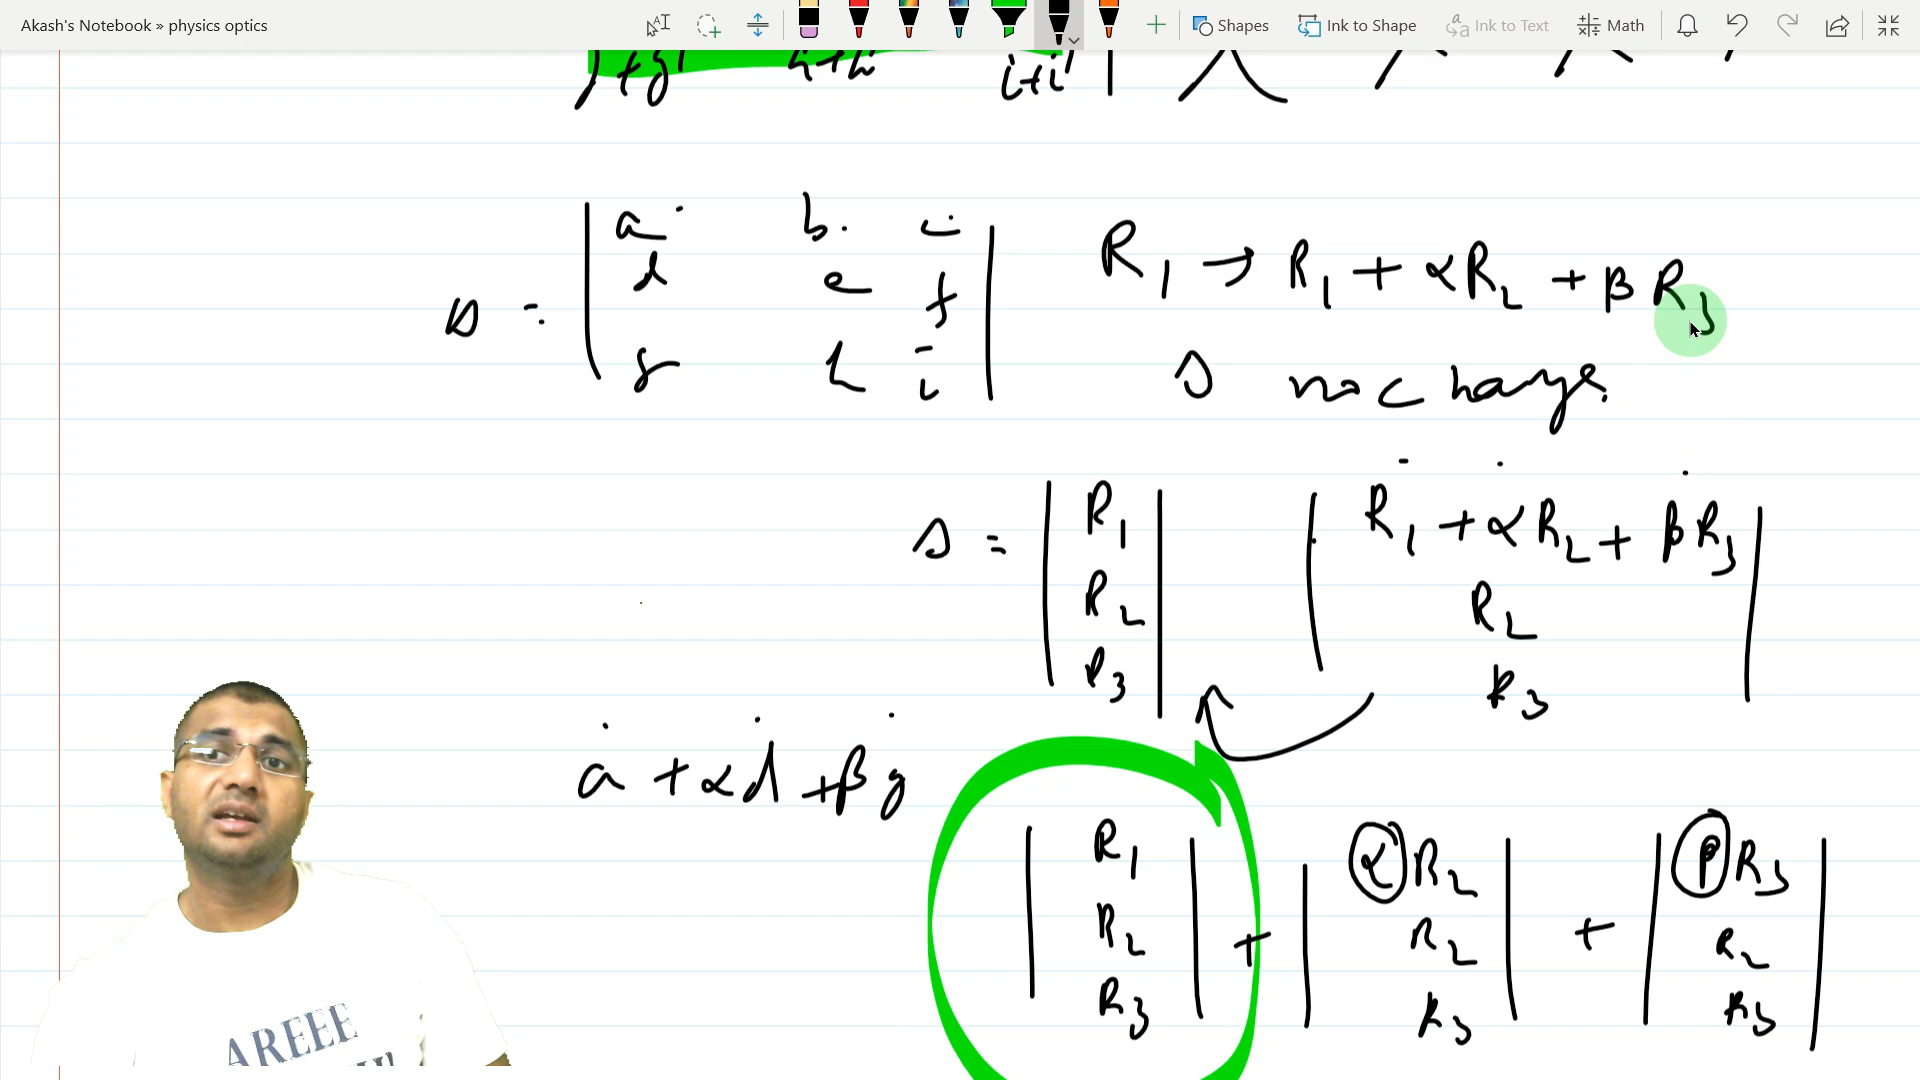 Akash's Notebook » physics optics
Shapes Ink to Shape Ink to Text Math
h+h' i+i'
Δ = | a b c |
| d e f |
| g h i |
R1 → R1 + αR2 + βR3
Δ no change
Δ = | R1 | | R1 + αR2 + βR3 |
| R2 | | R2 |
| R3 | | R3 |
a + αd + βg
| R1 | + | αR2 | + | βR3 |
| R2 | | R2 | | R2 |
| R3 | | R3 | | R3 |
AREEE